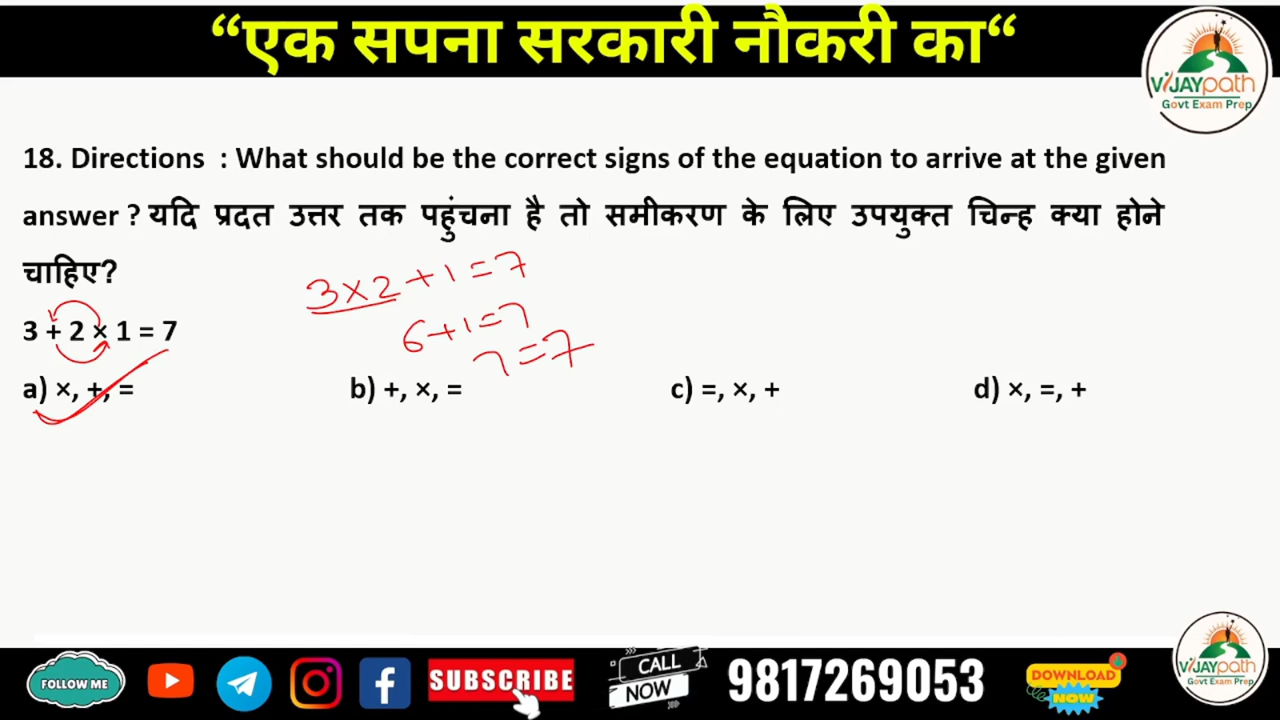 “एक सपना सरकारी नौकरी का“
ViJAYpath
Govt Exam Prep
18. Directions : What should be the correct signs of the equation to arrive at the given
answer ? यदि प्रदत उत्तर तक पहुंचना है तो समीकरण के लिए उपयुक्त चिन्ह क्या होने
चाहिए?
3 × 2 + 1 = 7
3 + 2 × 1 = 7
6 + 1 = 7
7 = 7
a) ×, +, = b) +, ×, = c) =, ×, + d) ×, =, +
ViJAYpath
Govt Exam Prep
FOLLOW ME
SUBSCRIBE
CALL
NOW
9817269053
DOWNLOAD
NOW